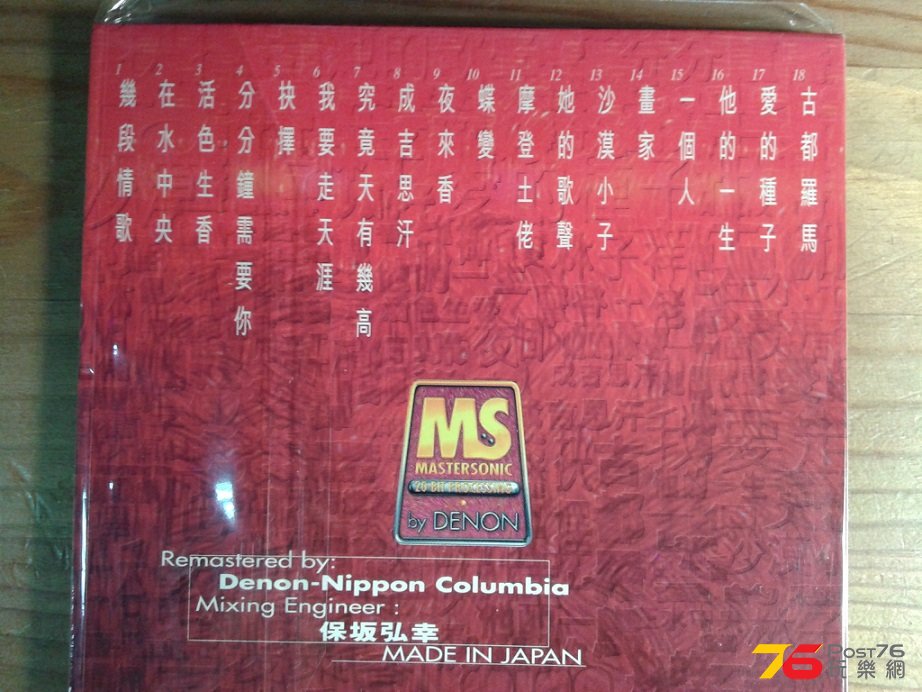 1 幾段情歌
2 在水中央
3 活色生香
4 分分鐘需要你
5 抉擇
6 我要走天涯
7 究竟天有幾高
8 成吉思汗
9 夜來香
10 蝶變
11 摩登土佬
12 她的歌聲
13 沙漠小子
14 畫家
15 一個人
16 他的一生
17 愛的種子
18 古都羅馬
MS
MASTERSONIC
20 BIT PROCESSING
by DENON
Remastered by:
Denon-Nippon Columbia
Mixing Engineer :
保坂弘幸
MADE IN JAPAN
76 Post76
玩樂網